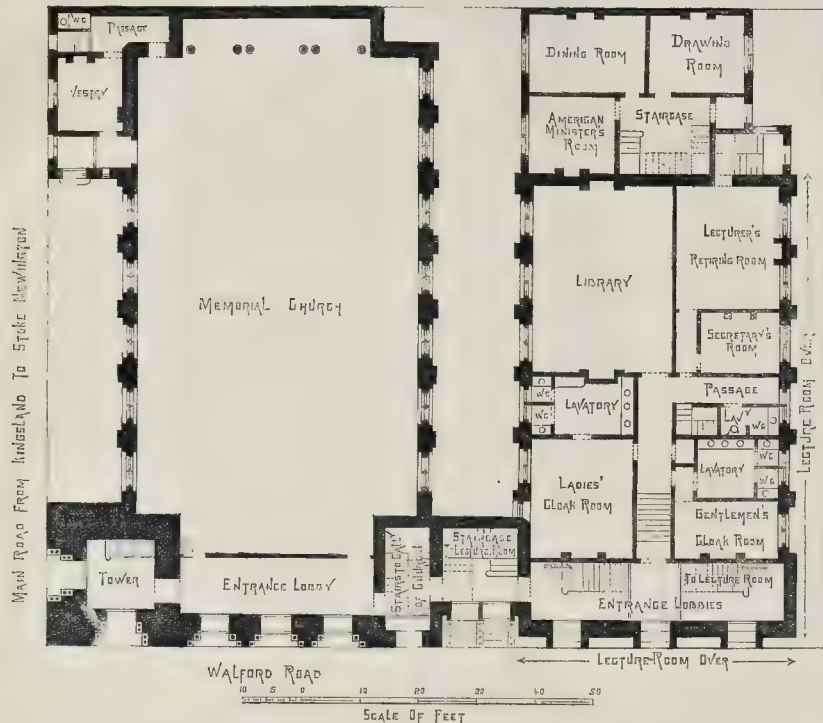 WC
PASSAGE
VESTRY
DINING ROOM
DRAWING
ROOM
AMERICAN
MINISTER'S
ROOM
STAIRCASE
MAIN ROAD FROM KINGSLAND TO STOKE NEWINGTON
MEMORIAL CHURCH
LIBRARY
LECTURER'S
RETIRING ROOM
SECRETARY'S
ROOM
PASSAGE
WC
WC
LAVATORY
LAVY
WC
LECTURE ROOM OVER
LADIES'
CLOAK ROOM
LAVATORY
WC
WC
GENTLEMEN'S
CLOAK ROOM
TOWER
ENTRANCE LOBBY
STAIRS TO GALLY
OF CHURCH
STAIRCASE
LECTURE ROOM
TO LECTURE ROOM
ENTRANCE LOBBIES
WALFORD ROAD
LECTURE-ROOM OVER
10 5 0 10 20 30 40 50
SCALE OF FEET